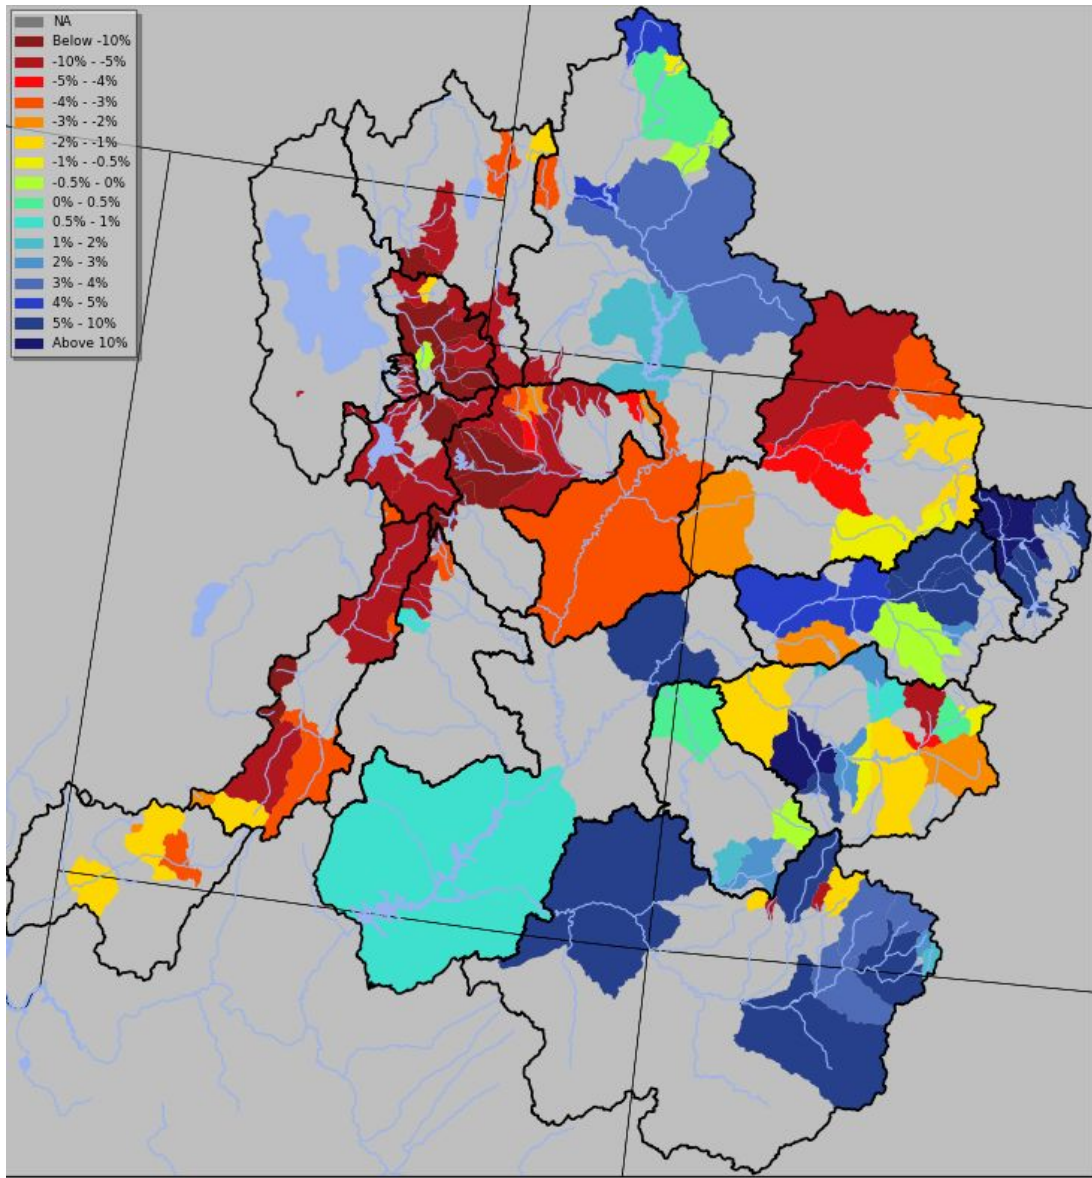 NA
Below -10%
-10% - -5%
-5% - -4%
-4% - -3%
-3% - -2%
-2% - -1%
-1% - -0.5%
-0.5% - 0%
0% - 0.5%
0.5% - 1%
1% - 2%
2% - 3%
3% - 4%
4% - 5%
5% - 10%
Above 10%